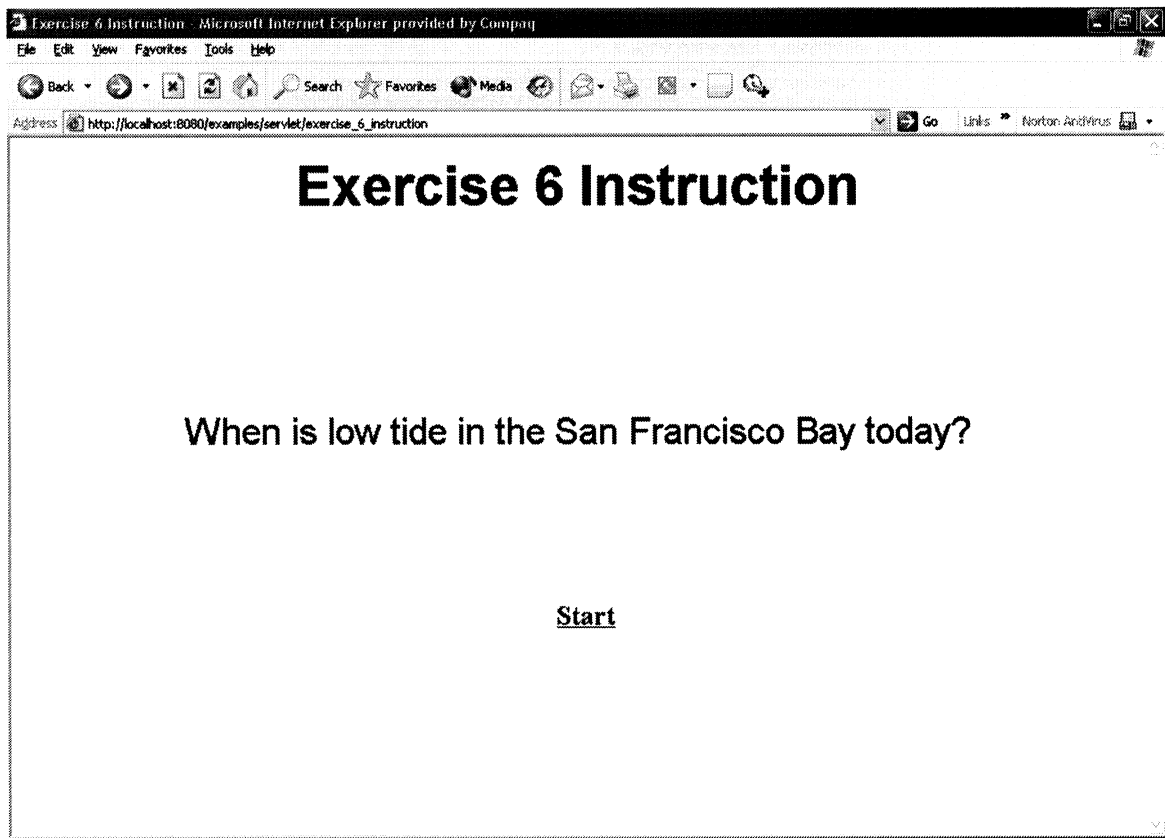 Exercise 6 Instruction - Microsoft Internet Explorer provided by Compaq
File Edit View Favorites Tools Help
Back Search Favorites Media
Address http://localhost:8080/examples/servlet/exercise_6_instruction Go Links » Norton AntiVirus
Exercise 6 Instruction
When is low tide in the San Francisco Bay today?
Start